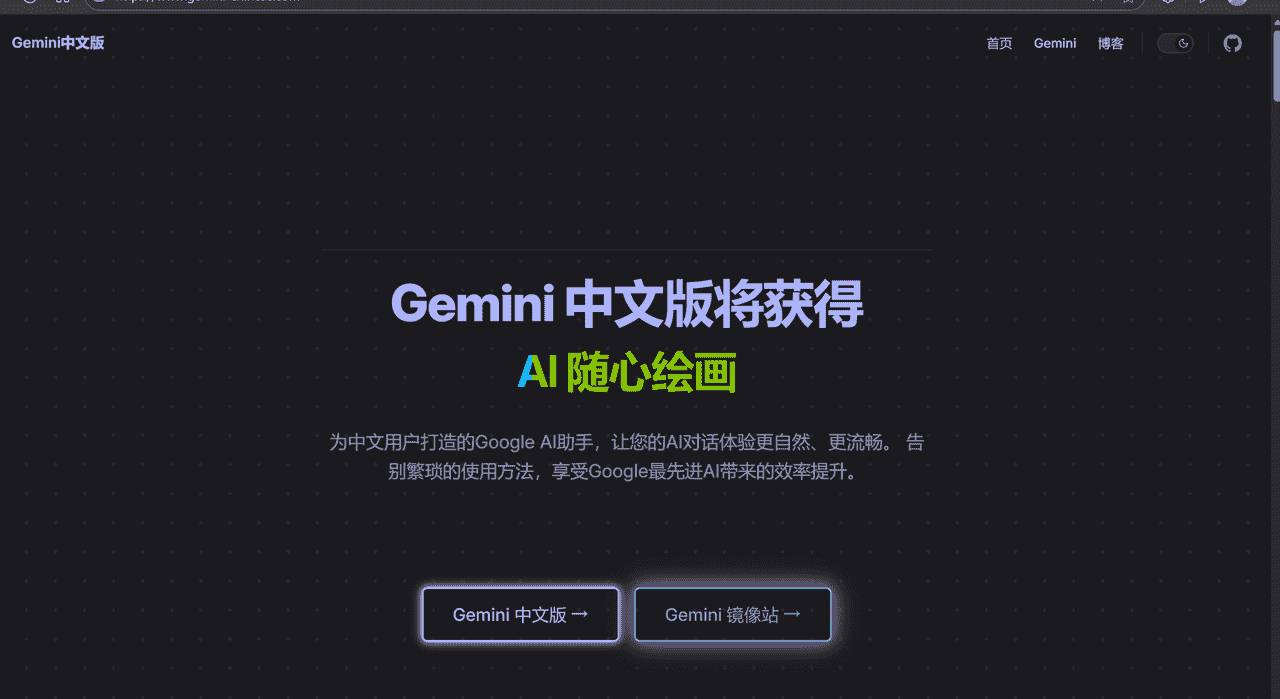 Gemini中文版
首页 Gemini 博客
Gemini 中文版将获得
AI 随心绘画
为中文用户打造的Google AI助手，让您的AI对话体验更自然、更流畅。 告
别繁琐的使用方法，享受Google最先进AI带来的效率提升。
Gemini 中文版 →
Gemini 镜像站 →